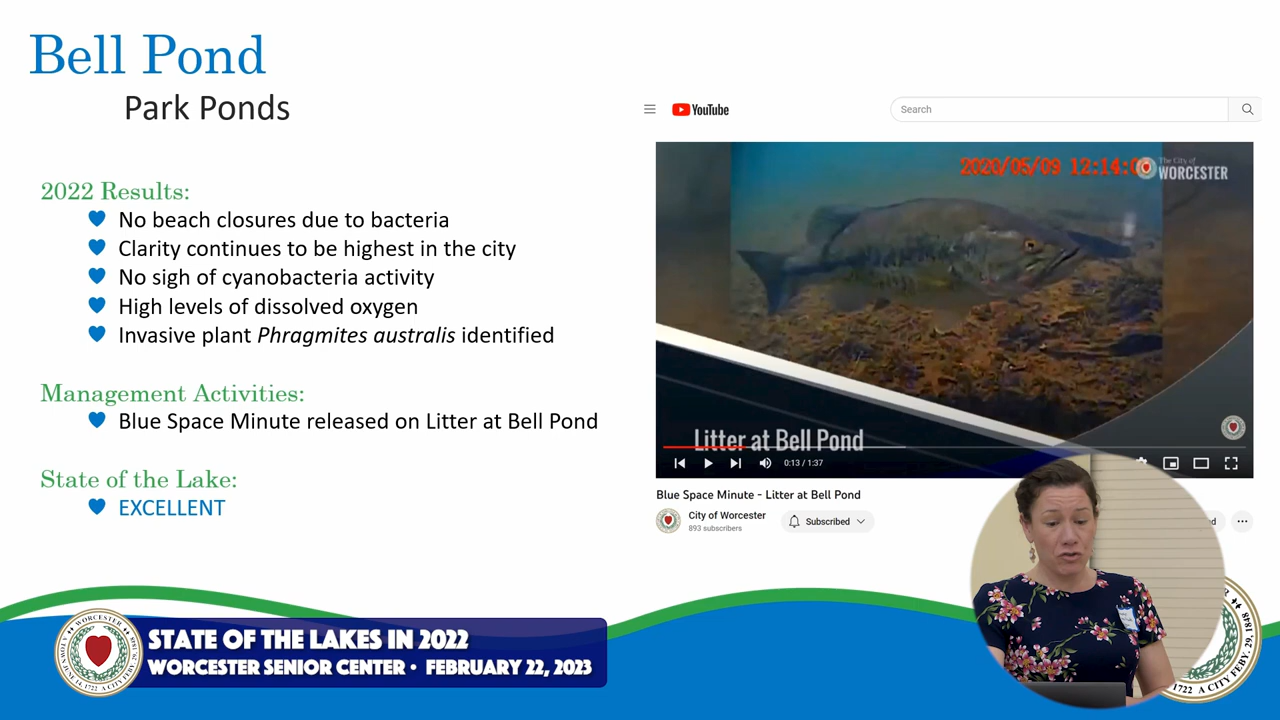 Bell Pond
Park Ponds
2022 Results:
No beach closures due to bacteria
Clarity continues to be highest in the city
No sigh of cyanobacteria activity
High levels of dissolved oxygen
Invasive plant Phragmites australis identified
Management Activities:
Blue Space Minute released on Litter at Bell Pond
State of the Lake:
EXCELLENT
YouTube
Search
2020/05/09 12:14:0
The City of
WORCESTER
Litter at Bell Pond
0:13 / 1:37
Blue Space Minute - Litter at Bell Pond
City of Worcester
893 subscribers
Subscribed
STATE OF THE LAKES IN 2022
WORCESTER SENIOR CENTER • FEBRUARY 22, 2023